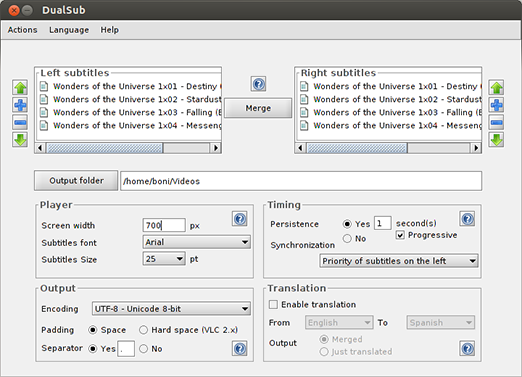 DualSub
Actions Language Help
Left subtitles
Wonders of the Universe 1x01 - Destiny
Wonders of the Universe 1x02 - Stardust
Wonders of the Universe 1x03 - Falling (
Wonders of the Universe 1x04 - Messeng
Merge
Right subtitles
Wonders of the Universe 1x01 - Destiny
Wonders of the Universe 1x02 - Stardust
Wonders of the Universe 1x03 - Falling (E
Wonders of the Universe 1x04 - Messeng
Output folder /home/boni/Videos
Player
Screen width 700 px
Subtitles font Arial
Subtitles Size 25 pt
Timing
Persistence Yes 1 second(s)
No Progressive
Synchronization
Priority of subtitles on the left
Output
Encoding UTF-8 - Unicode 8-bit
Padding Space Hard space (VLC 2.x)
Separator Yes . No
Translation
Enable translation
From English To Spanish
Output Merged
Just translated